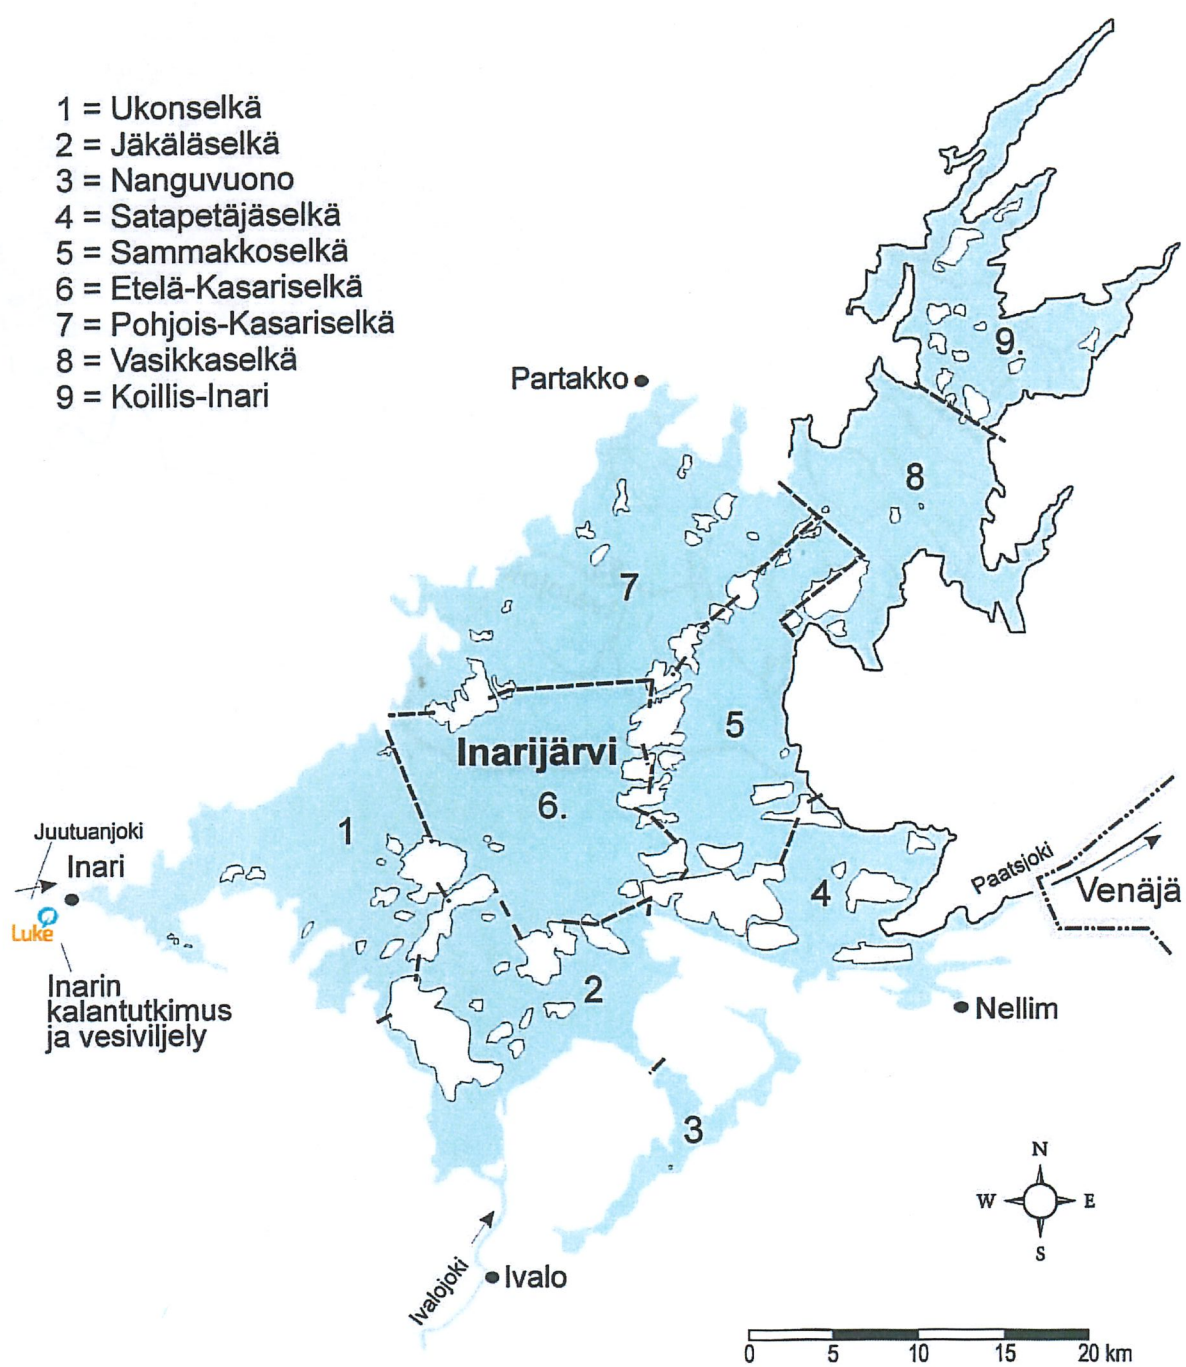 1 = Ukonselkä
2 = Jäkäläselkä
3 = Nanguvuono
4 = Satapetäjäselkä
5 = Sammakkoselkä
6 = Etelä-Kasariselkä
7 = Pohjois-Kasariselkä
8 = Vasikkaselkä
9 = Koillis-Inari
9.
Partakko
8
7
5
Inarijärvi
6.
1
Juutuanjoki
Inari
Luke
Inarin
kalantutkimus
ja vesiviljely
4
Paatsjoki
Venäjä
2
Nellim
3
N
W E
S
Ivalojoki
Ivalo
0 5 10 15 20 km